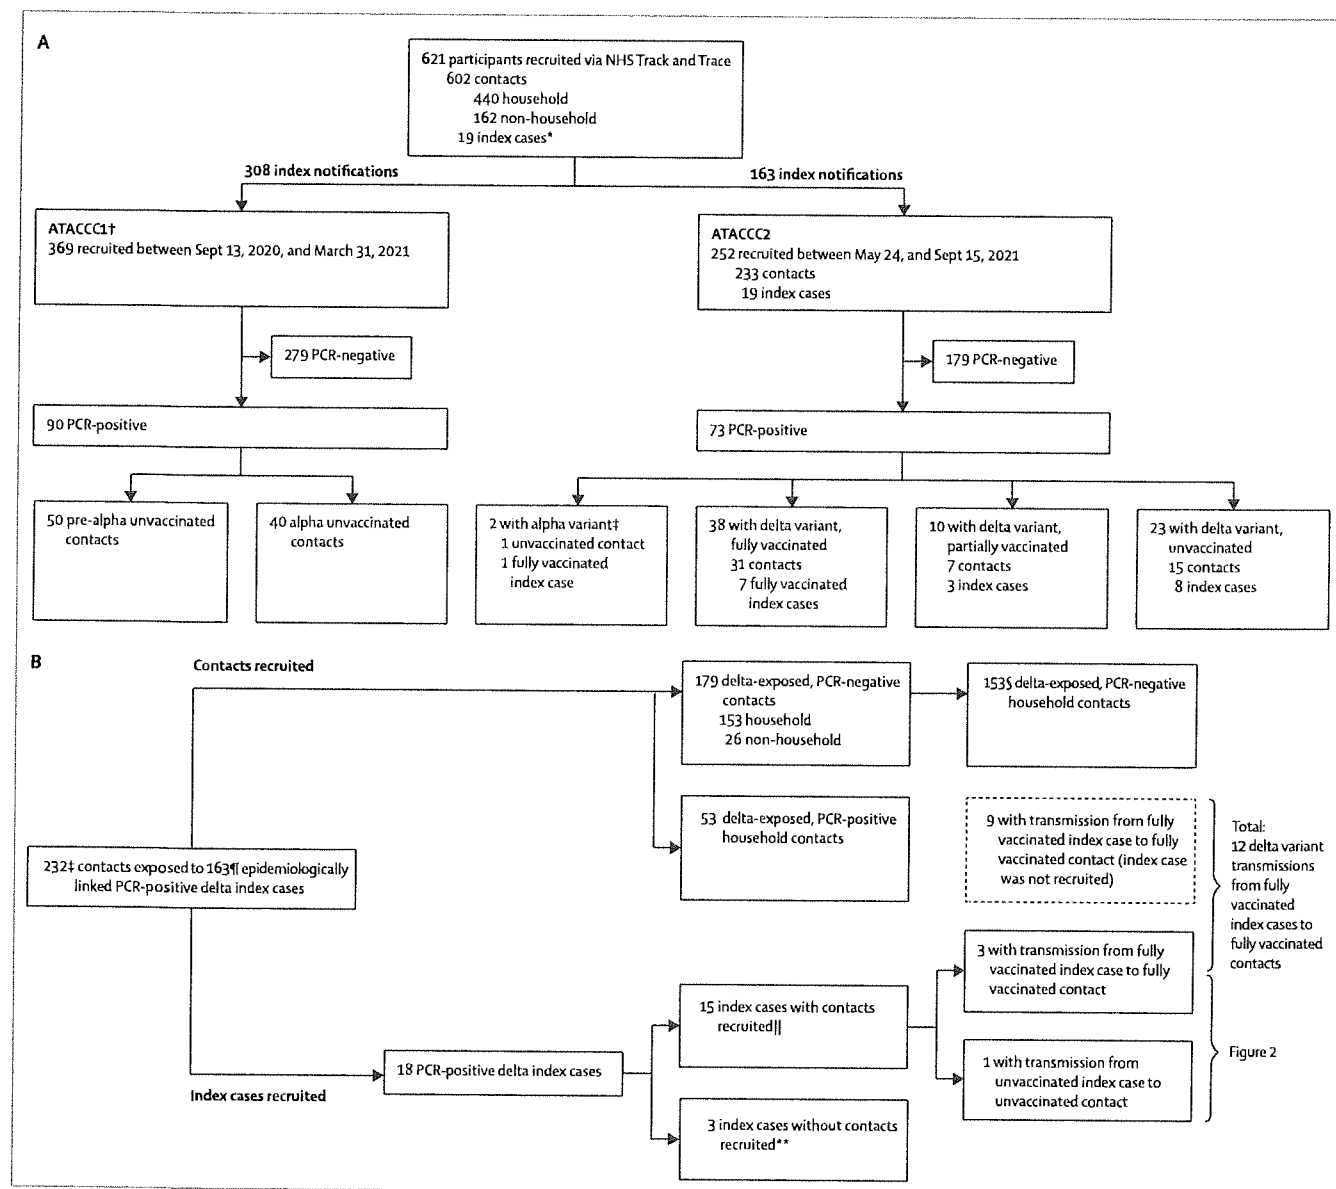 A
621 participants recruited via NHS Track and Trace
602 contacts
440 household
162 non-household
19 index cases*
308 index notifications
163 index notifications
ATACCC1†
369 recruited between Sept 13, 2020, and March 31, 2021
ATACCC2
252 recruited between May 24, and Sept 15, 2021
233 contacts
19 index cases
279 PCR-negative
179 PCR-negative
90 PCR-positive
73 PCR-positive
50 pre-alpha unvaccinated
contacts
40 alpha unvaccinated
contacts
2 with alpha variant‡
1 unvaccinated contact
1 fully vaccinated
index case
38 with delta variant,
fully vaccinated
31 contacts
7 fully vaccinated
index cases
10 with delta variant,
partially vaccinated
7 contacts
3 index cases
23 with delta variant,
unvaccinated
15 contacts
8 index cases
B
Contacts recruited
179 delta-exposed, PCR-negative
contacts
153 household
26 non-household
153§ delta-exposed, PCR-negative
household contacts
53 delta-exposed, PCR-positive
household contacts
9 with transmission from fully
vaccinated index case to fully
vaccinated contact (index case
was not recruited)
Total:
12 delta variant
transmissions
from fully
vaccinated
index cases to
fully vaccinated
contacts
232‡ contacts exposed to 163¶ epidemiologically
linked PCR-positive delta index cases
3 with transmission from fully
vaccinated index case to fully
vaccinated contact
15 index cases with contacts
recruited||
18 PCR-positive delta index cases
Index cases recruited
1 with transmission from
unvaccinated index case to
unvaccinated contact
Figure 2
3 index cases without contacts
recruited**